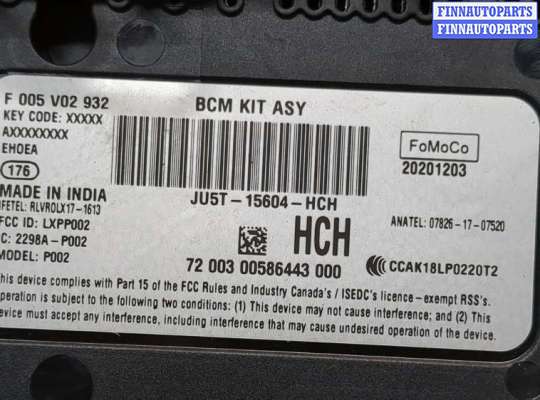 FINNAUTOPARTS
FINNAUTOPARTS
F 005 V02 932
BCM KIT ASY
KEY CODE: XXXXX
AXXXXXXXX
EHOEA
176
FoMoCo
20201203
MADE IN INDIA
IFETEL: RLVROLX17-1613
FCC ID: LXPP002
IC: 2298A-P002
MODEL: P002
JU5T-15604-HCH
HCH
ANATEL: 07826-17-07520
72 003 00586443 000
CCAK18LP0220T2
This device complies with Part 15 of the FCC Rules and Industry Canada's / ISEDC's licence - exempt RSS's.
Operation is subject to the following two conditions: (1) This device may not cause interference, and (2) This
device must accept any interference, including interference that may cause undesired operation of the device.